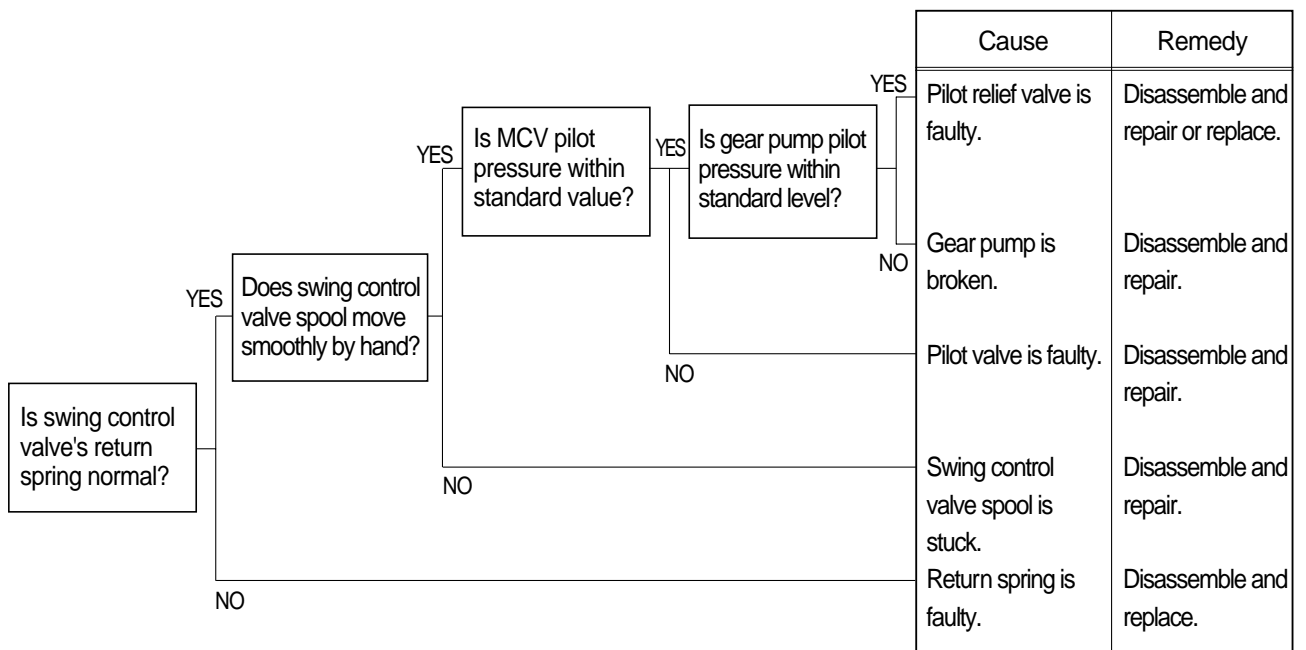 Cause
Remedy
YES
Pilot relief valve is
faulty.
Disassemble and
repair or replace.
Is MCV pilot
pressure within
standard value?
YES
YES
Is gear pump pilot
pressure within
standard level?
NO
Gear pump is
broken.
Disassemble and
repair.
YES
Does swing control
valve spool move
smoothly by hand?
NO
Pilot valve is faulty.
Disassemble and
repair.
Is swing control
valve's return
spring normal?
NO
Swing control
valve spool is
stuck.
Disassemble and
repair.
NO
Return spring is
faulty.
Disassemble and
replace.